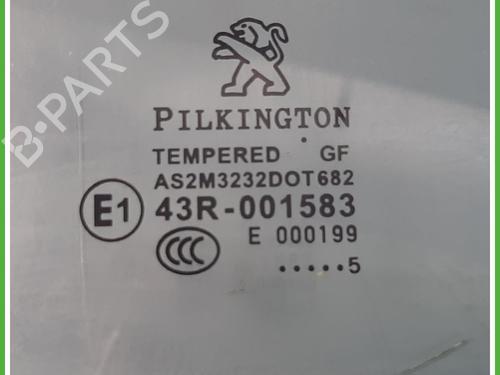 B-PARTS
PILKINGTON
TEMPERED GF
AS2M3232DOT682
E1 43R-001583
CCC E 000199
.....5